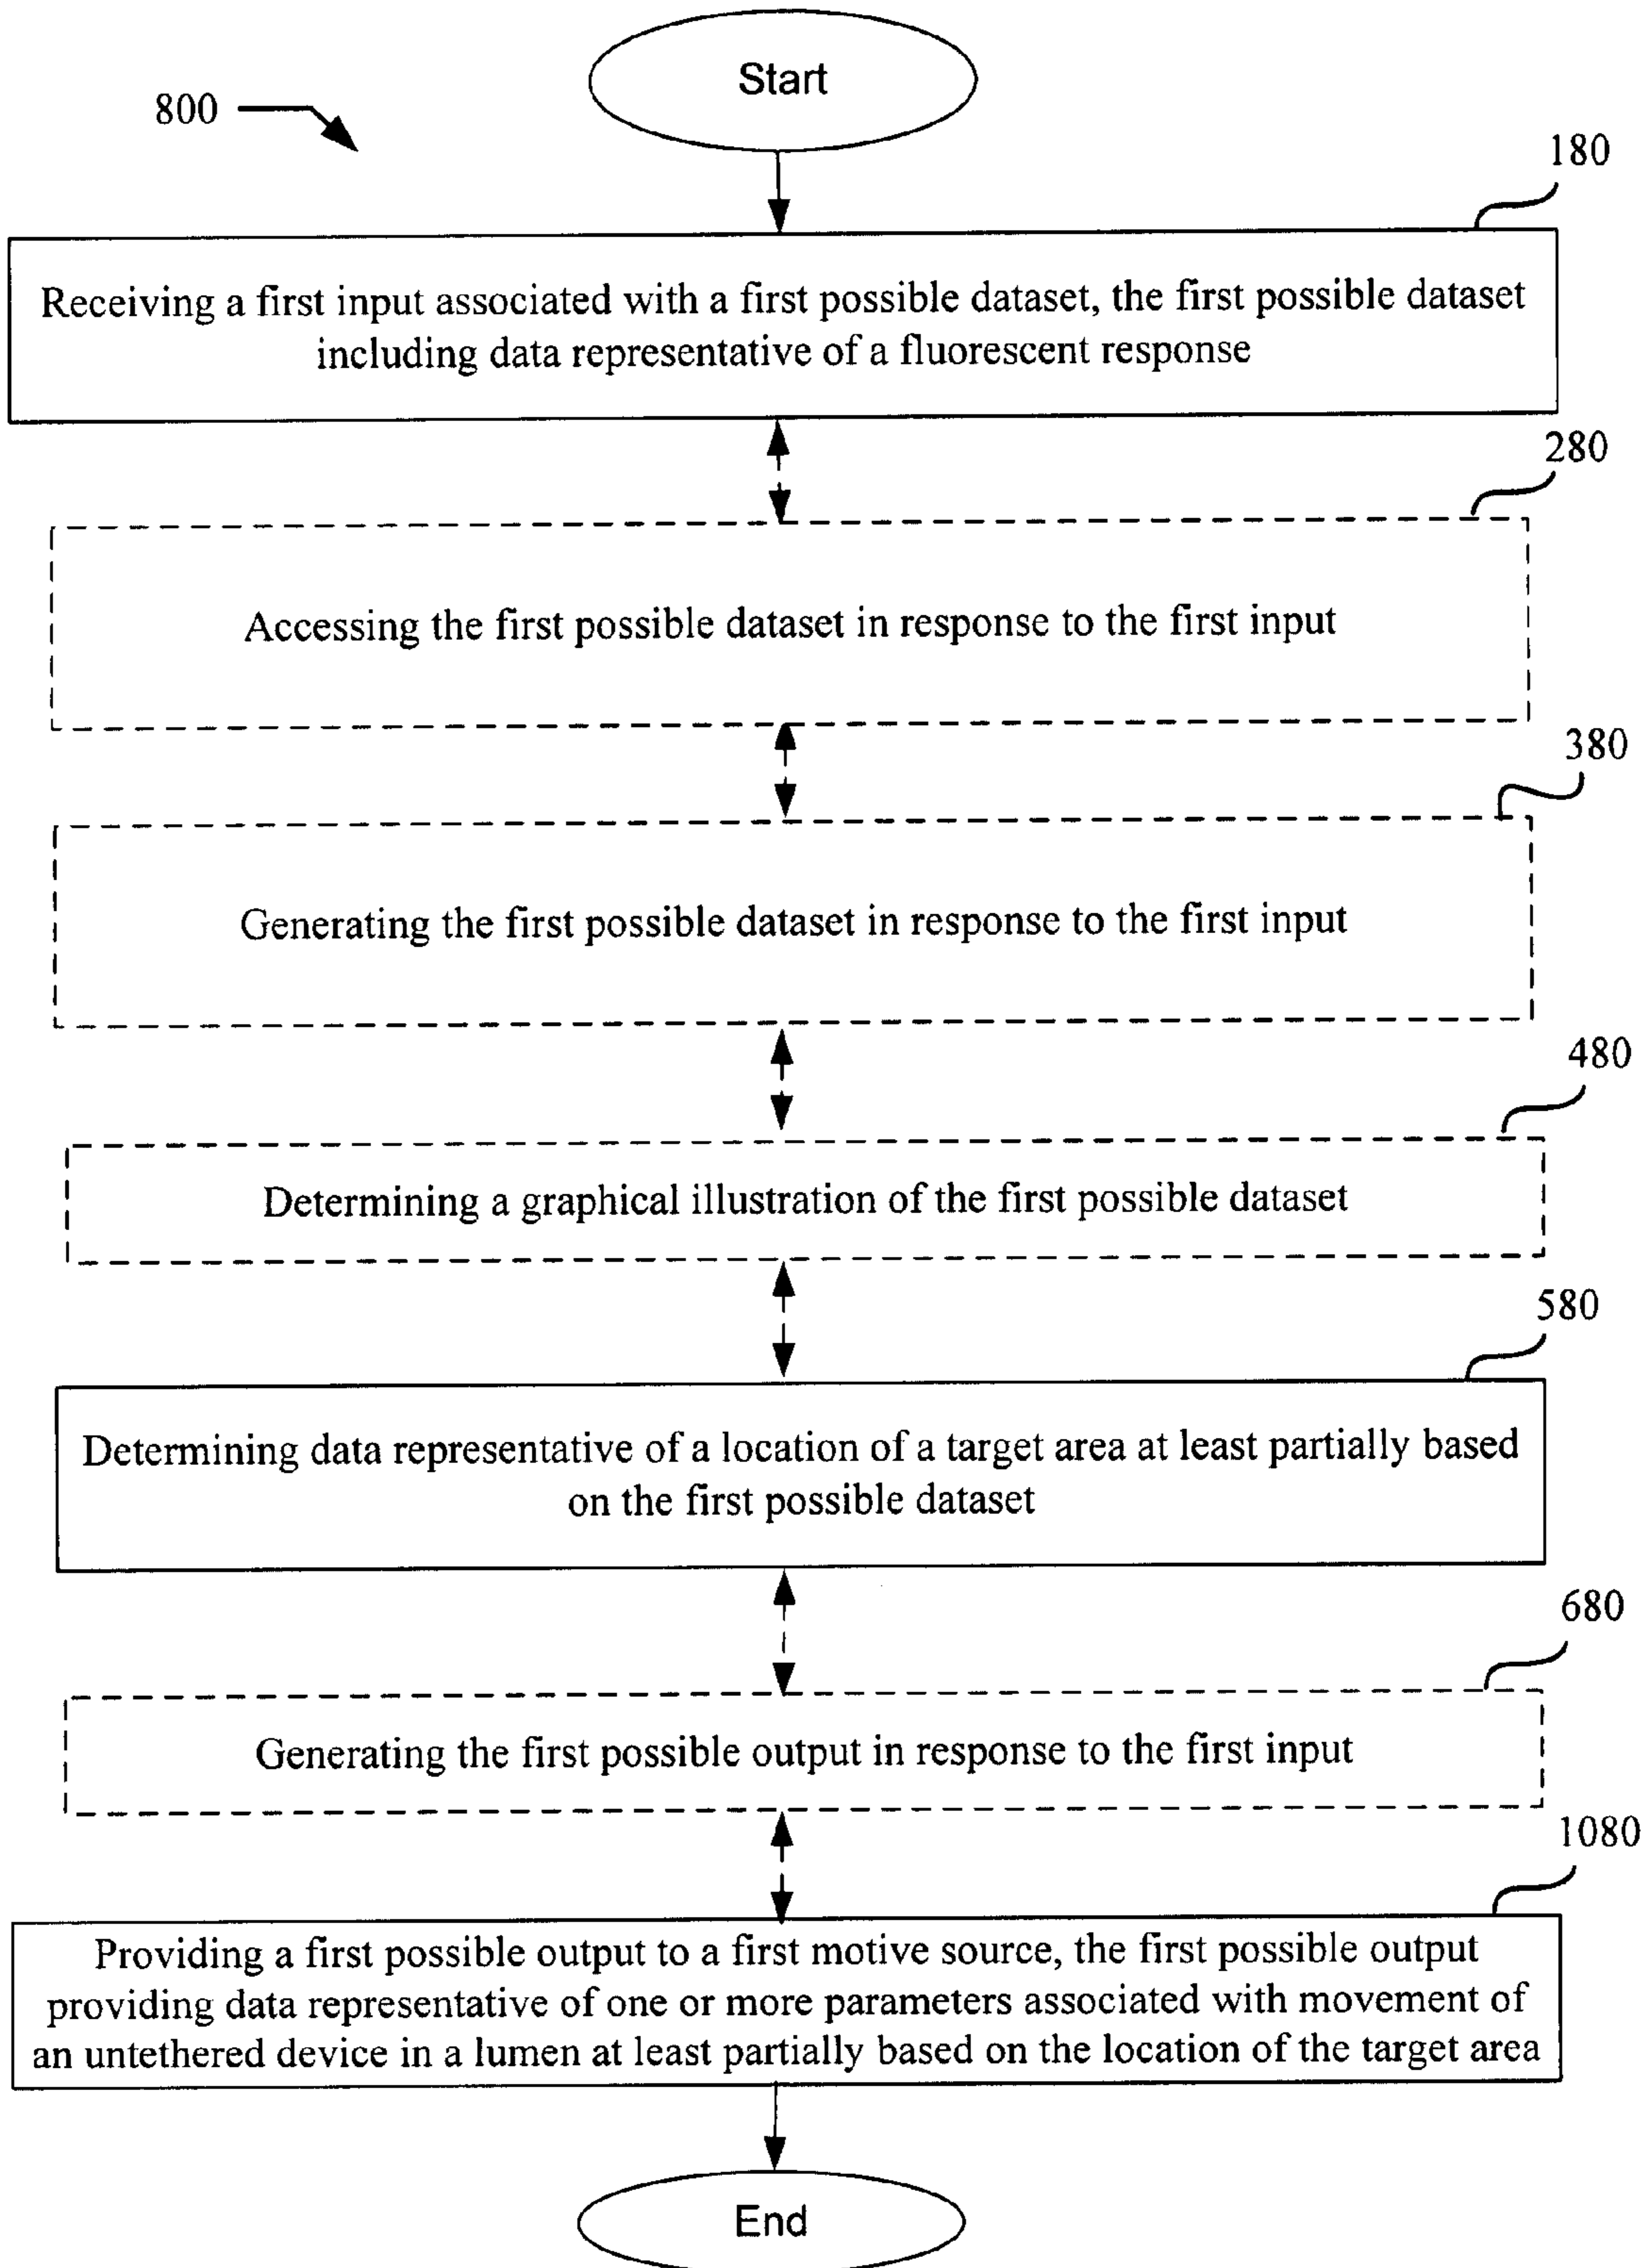 Start
800
180
Receiving a first input associated with a first possible dataset, the first possible dataset
including data representative of a fluorescent response
280
Accessing the first possible dataset in response to the first input
380
Generating the first possible dataset in response to the first input
480
Determining a graphical illustration of the first possible dataset
580
Determining data representative of a location of a target area at least partially based
on the first possible dataset
680
Generating the first possible output in response to the first input
1080
Providing a first possible output to a first motive source, the first possible output
providing data representative of one or more parameters associated with movement of
an untethered device in a lumen at least partially based on the location of the target area
End